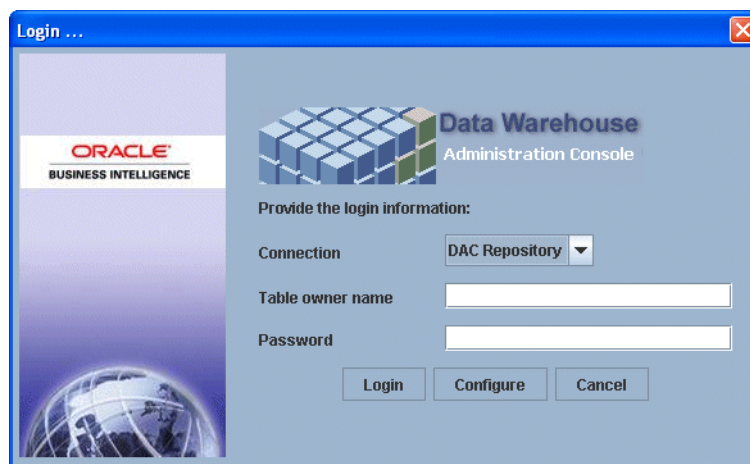 Login ...
ORACLE
BUSINESS INTELLIGENCE
Data Warehouse
Administration Console
Provide the login information:
Connection
DAC Repository
Table owner name
Password
Login
Configure
Cancel